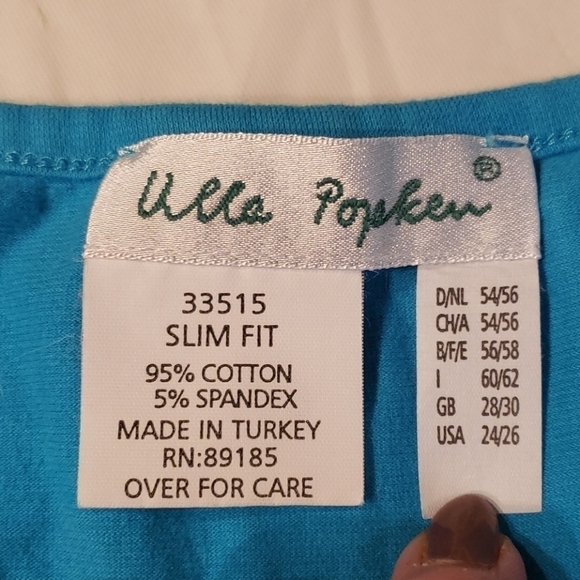 Ulla Popken®
33515
SLIM FIT
95% COTTON
5% SPANDEX
MADE IN TURKEY
RN:89185
OVER FOR CARE
D/NL 54/56
CH/A 54/56
B/F/E 56/58
I 60/62
GB 28/30
USA 24/26